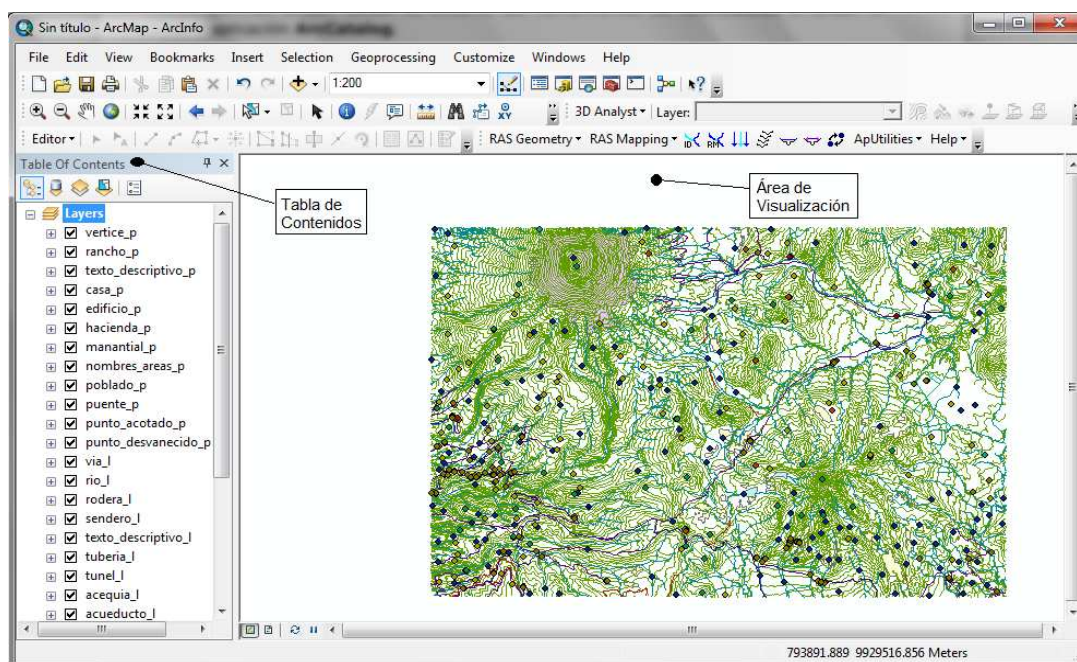 Sin título - ArcMap - ArcInfo
File Edit View Bookmarks Insert Selection Geoprocessing Customize Windows Help
1:200
3D Analyst Layer:
Editor RAS Geometry RAS Mapping ID RPK ApUtilities Help
Table Of Contents
Tabla de
Contenidos
Área de
Visualización
Layers
vertice_p
rancho_p
texto_descriptivo_p
casa_p
edificio_p
hacienda_p
manantial_p
nombres_areas_p
poblado_p
puente_p
punto_acotado_p
punto_desvanecido_p
via_l
rio_l
rodera_l
sendero_l
texto_descriptivo_l
tuberia_l
tunel_l
acequia_l
acueducto_l
793891.889 9929516.856 Meters